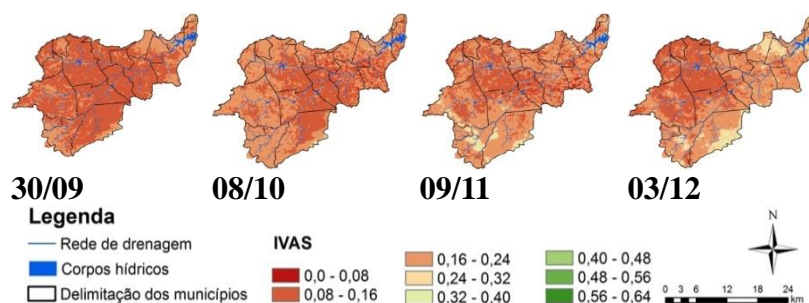 30/09 08/10 09/11 03/12
Legenda
Rede de drenagem
Corpos hídricos
Delimitação dos municípios
IVAS
0,0 - 0,08
0,08 - 0,16
0,16 - 0,24
0,24 - 0,32
0,32 - 0,40
0,40 - 0,48
0,48 - 0,56
0,56 - 0,64
N
0 3 6 12 18 24
km